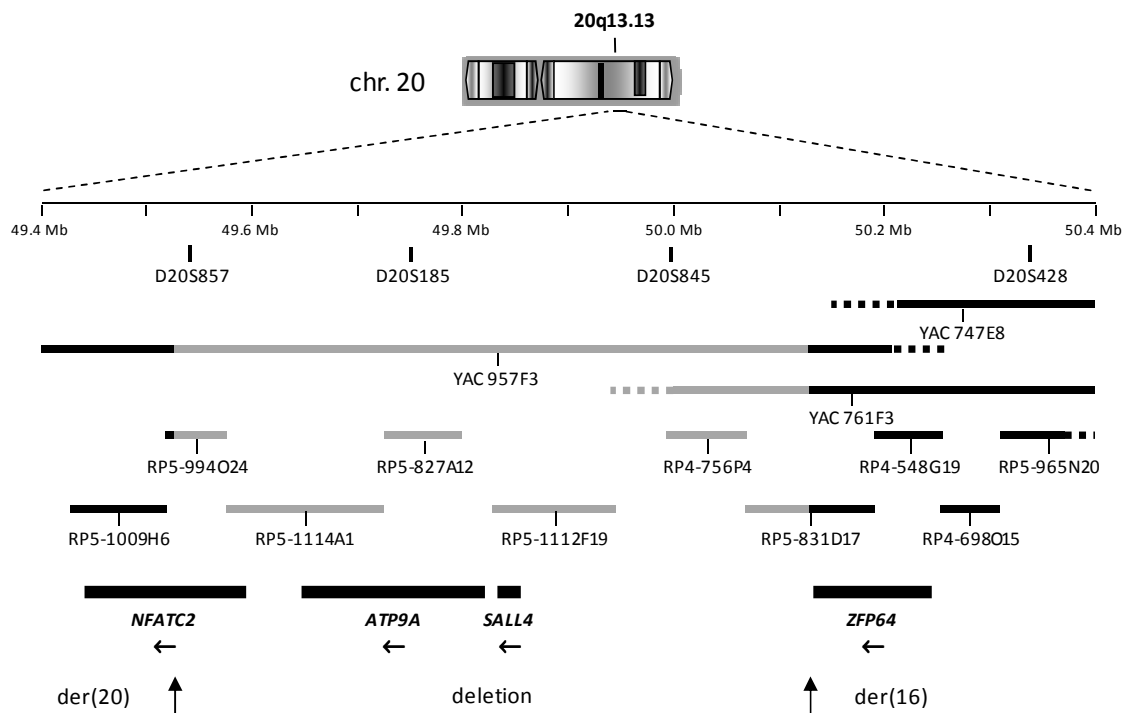 20q13.13
chr. 20
49.4 Mb 49.6 Mb 49.8 Mb 50.0 Mb 50.2 Mb 50.4 Mb
D20S857 D20S185 D20S845 D20S428
YAC 747E8
YAC 957F3
YAC 761F3
RP5-994O24 RP5-827A12 RP4-756P4 RP4-548G19 RP5-965N20
RP5-1009H6 RP5-1114A1 RP5-1112F19 RP5-831D17 RP4-698O15
NFATC2 ATP9A SALL4 ZFP64
← ← ← ←
der(20) deletion der(16)